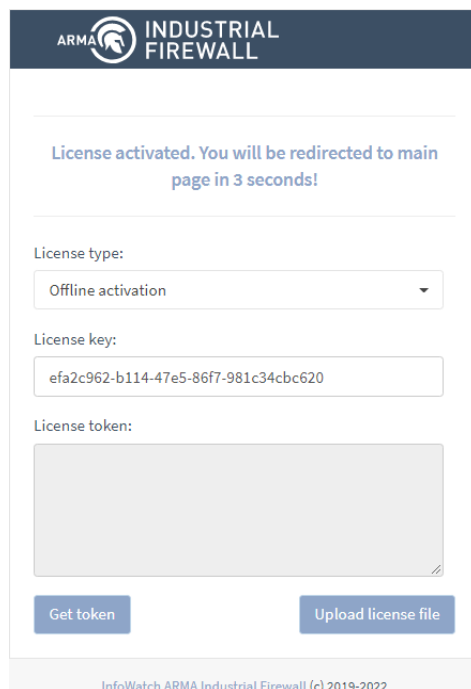 ARMA INDUSTRIAL
FIREWALL
License activated. You will be redirected to main
page in 3 seconds!
License type:
Offline activation
License key:
efa2c962-b114-47e5-86f7-981c34cbc620
License token:
Get token Upload license file
InfoWatch ARMA Industrial Firewall (c) 2019-2022